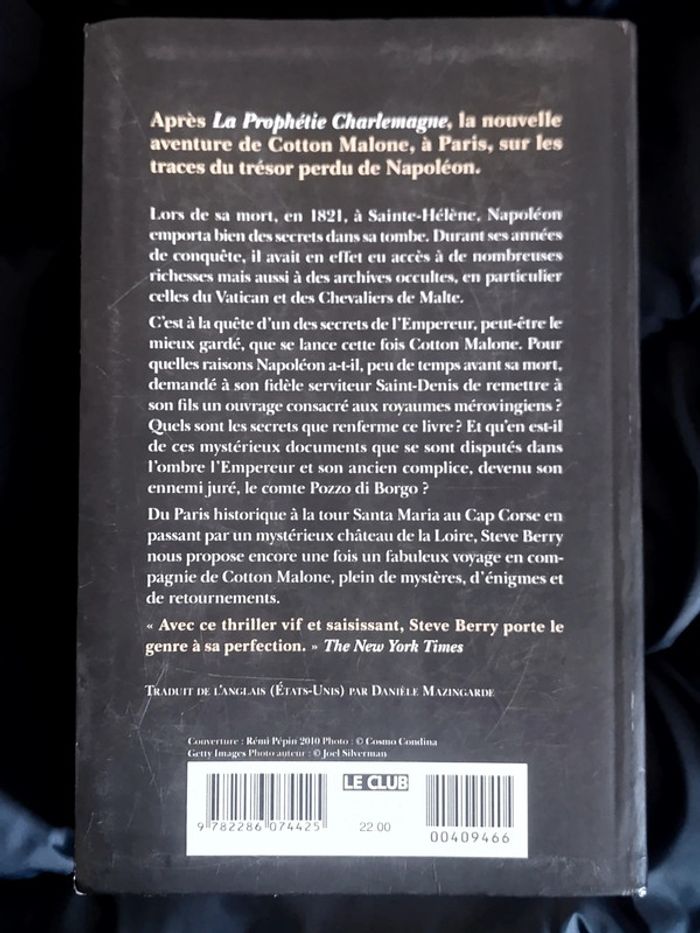 Après La Prophétie Charlemagne, la nouvelle
aventure de Cotton Malone, à Paris, sur les
traces du trésor perdu de Napoléon.
Lors de sa mort, en 1821, à Sainte-Hélène, Napoléon
emporta bien des secrets dans sa tombe. Durant ses années
de conquête, il avait en effet eu accès à de nombreuses
richesses mais aussi à des archives occultes, en particulier
celles du Vatican et des Chevaliers de Malte.
C'est à la quête d'un des secrets de l'Empereur, peut-être le
mieux gardé, que se lance cette fois Cotton Malone. Pour
quelles raisons Napoléon a-t-il, peu de temps avant sa mort,
demandé à son fidèle serviteur Saint-Denis de remettre à
son fils un ouvrage consacré aux royaumes mérovingiens ?
Quels sont les secrets que renferme ce livre ? Et qu'en est-il
de ces mystérieux documents que se sont disputés dans
l'ombre l'Empereur et son ancien complice, devenu son
ennemi juré, le comte Pozzo di Borgo ?
Du Paris historique à la tour Santa Maria au Cap Corse en
passant par un mystérieux château de la Loire, Steve Berry
nous propose encore une fois un fabuleux voyage en com-
pagnie de Cotton Malone, plein de mystères, d'énigmes et
de retournements.
« Avec ce thriller vif et saisissant, Steve Berry porte le
genre à sa perfection. » The New York Times
Traduit de l'anglais (États-Unis) par Danièle Mazingarde
Couverture : Rémi Pépin 2010 Photo : © Cosmo Condina
Getty Images Photo auteur : © Joel Silverman
LE CLUB
9 782286 074425
22.00
00409466